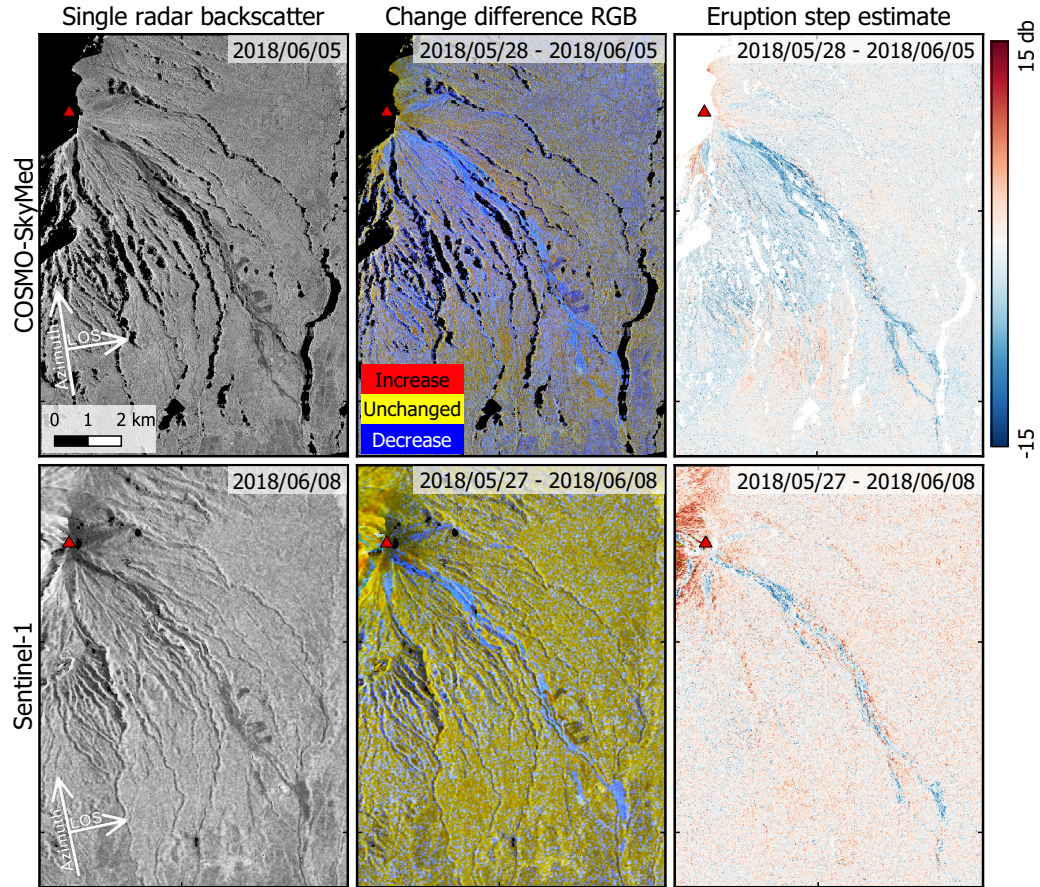 Single radar backscatter
Change difference RGB
Eruption step estimate
COSMO-SkyMed
2018/06/05
2018/05/28 - 2018/06/05
2018/05/28 - 2018/06/05
15 db
-15
Azimuth
LOS
0 1 2 km
Increase
Unchanged
Decrease
Sentinel-1
2018/06/08
2018/05/27 - 2018/06/08
2018/05/27 - 2018/06/08
Azimuth
LOS